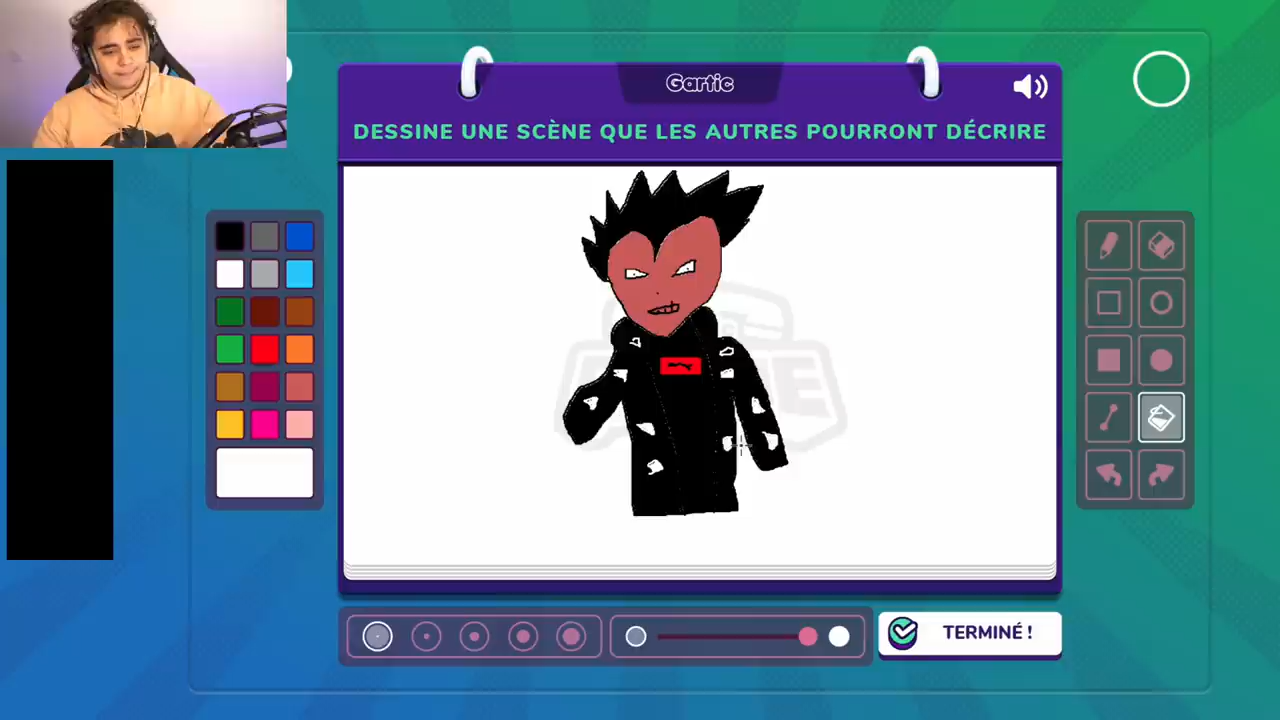 Gartic
DESSINE UNE SCÈNE QUE LES AUTRES POURRONT DÉCRIRE
TERMINÉ !